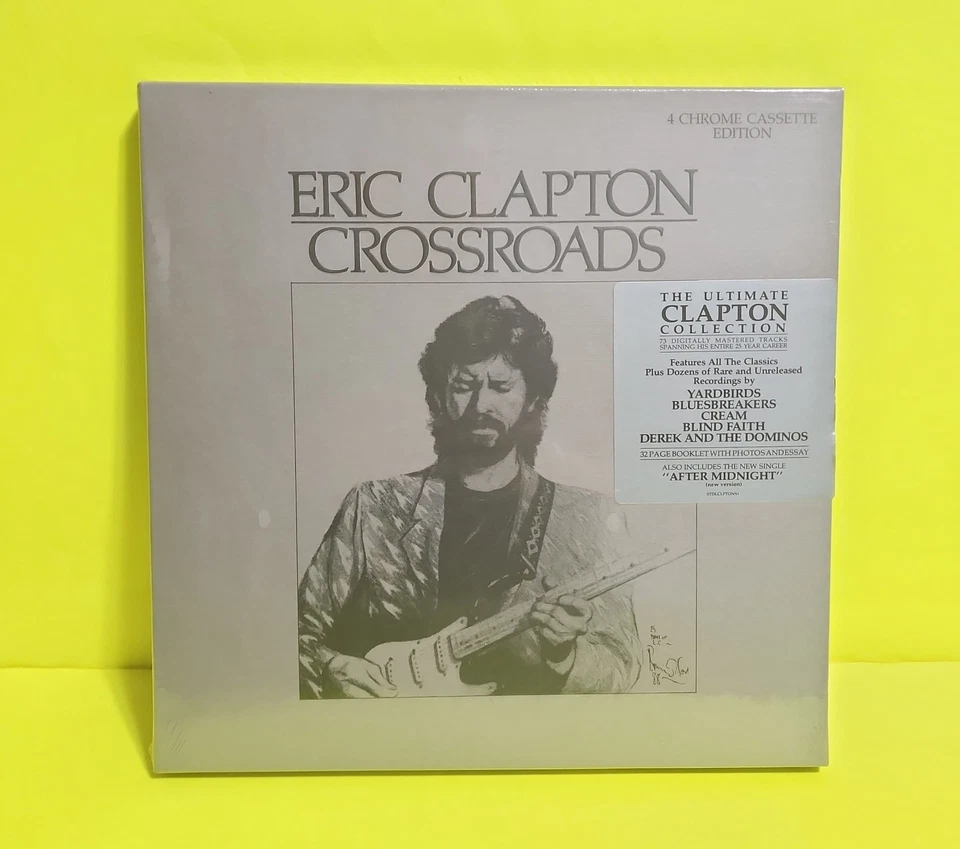 4 CHROME CASSETTE
EDITION
ERIC CLAPTON
CROSSROADS
THE ULTIMATE
CLAPTON
COLLECTION
73 DIGITALLY MASTERED TRACKS
SPANNING HIS ENTIRE 25 YEAR CAREER
Features All The Classics
Plus Dozens of Rare and Unreleased
Recordings by
YARDBIRDS
BLUESBREAKERS
CREAM
BLIND FAITH
DEREK AND THE DOMINOS
32 PAGE BOOKLET WITH PHOTOS AND ESSAY
ALSO INCLUDES THE NEW SINGLE
"AFTER MIDNIGHT"
(new version)